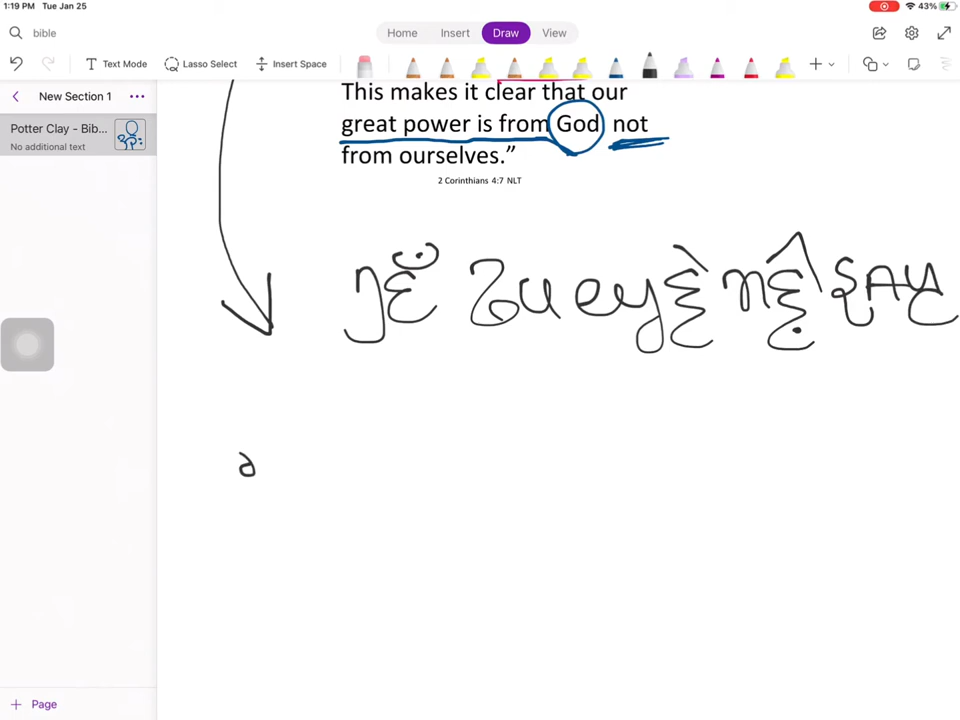 1:19 PM Tue Jan 25
43%
bible
Home Insert Draw View
Text Mode Lasso Select Insert Space
New Section 1
Potter Clay - Bib...
No additional text
This makes it clear that our
great power is from God not
from ourselves.”
2 Corinthians 4:7 NLT
Page